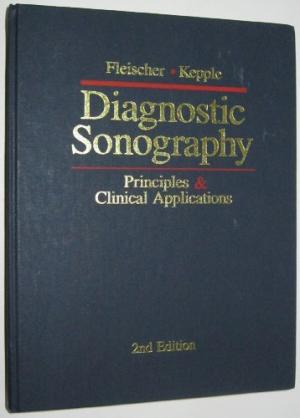 Fleischer • Kepple
Diagnostic
Sonography
Principles & 
Clinical Applications
2nd Edition